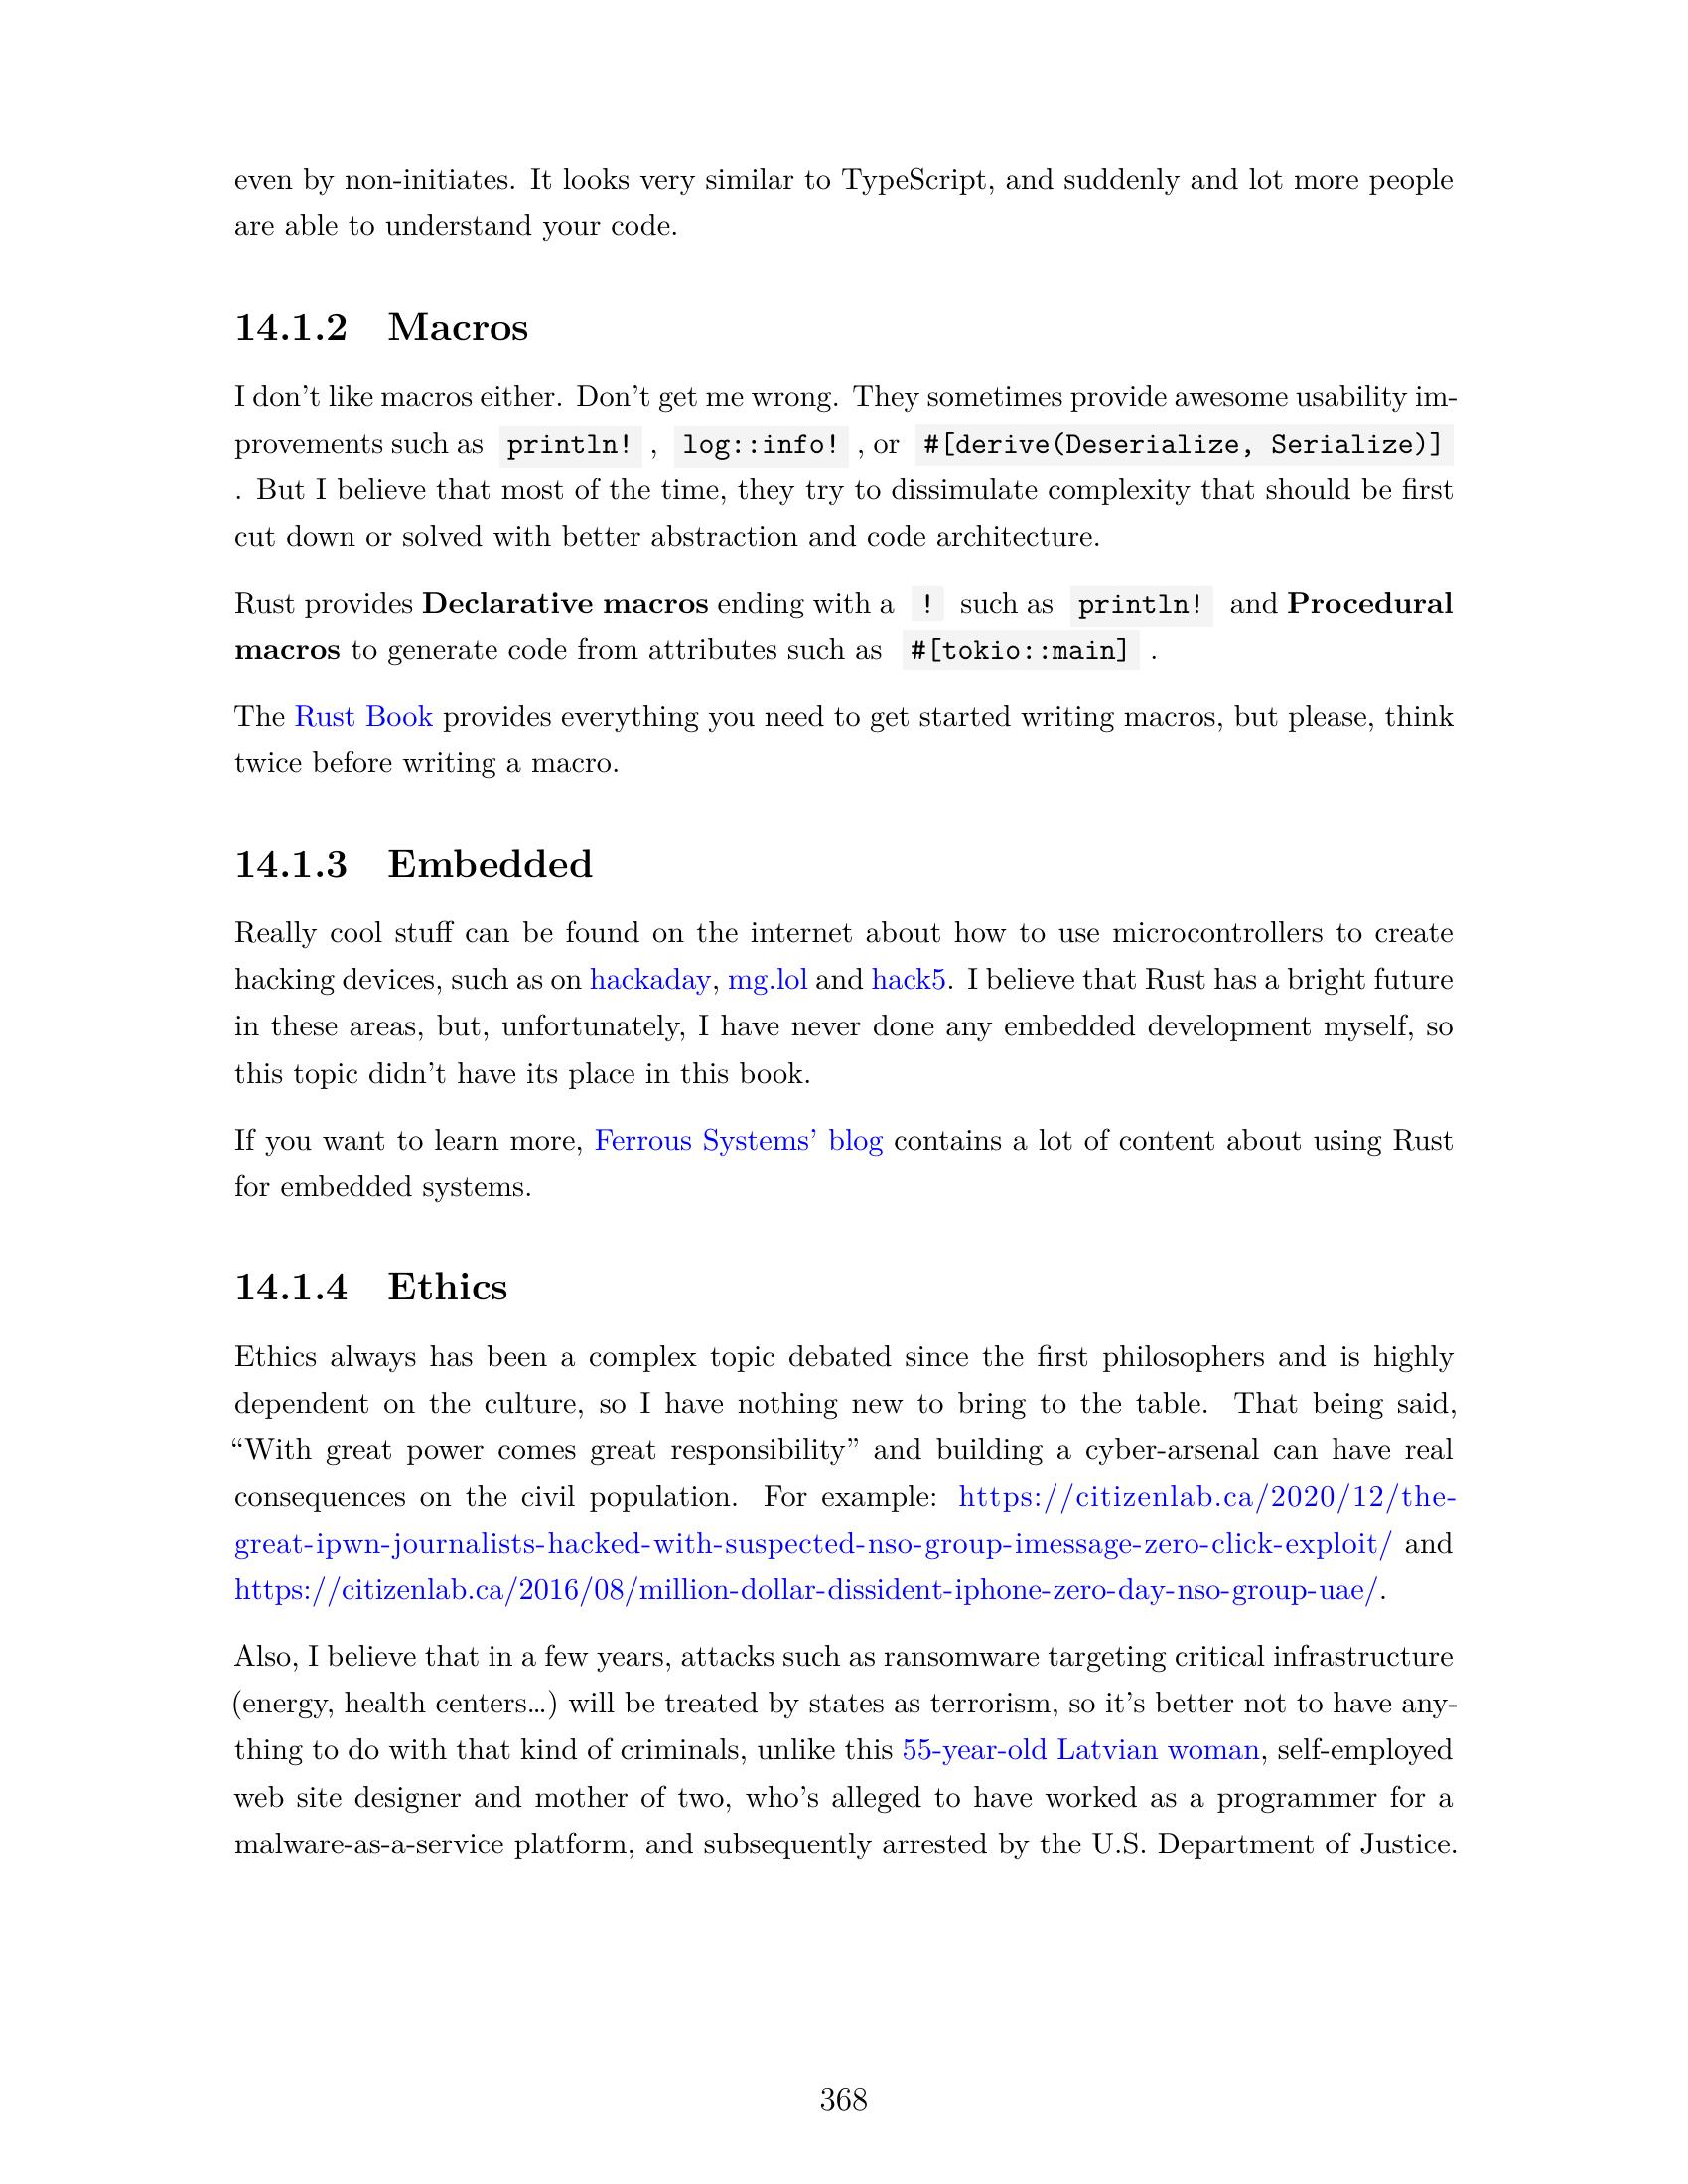 even by non-initiates. It looks very similar to TypeScript, and suddenly and lot more people
are able to understand your code.
14.1.2 Macros
I don’t like macros either. Don’t get me wrong. They sometimes provide awesome usability im-
provements such as println! , log::info! , or #[derive(Deserialize, Serialize)]
. But I believe that most of the time, they try to dissimulate complexity that should be first
cut down or solved with better abstraction and code architecture.
Rust provides Declarative macros ending with a ! such as println! and Procedural
macros to generate code from attributes such as #[tokio::main] .
The Rust Book provides everything you need to get started writing macros, but please, think
twice before writing a macro.
14.1.3 Embedded
Really cool stuff can be found on the internet about how to use microcontrollers to create
hacking devices, such as on hackaday, mg.lol and hack5. I believe that Rust has a bright future
in these areas, but, unfortunately, I have never done any embedded development myself, so
this topic didn’t have its place in this book.
If you want to learn more, Ferrous Systems’ blog contains a lot of content about using Rust
for embedded systems.
14.1.4 Ethics
Ethics always has been a complex topic debated since the first philosophers and is highly
dependent on the culture, so I have nothing new to bring to the table. That being said,
“With great power comes great responsibility” and building a cyber-arsenal can have real
consequences on the civil population. For example: https://citizenlab.ca/2020/12/the-
great-ipwn-journalists-hacked-with-suspected-nso-group-imessage-zero-click-exploit/ and
https://citizenlab.ca/2016/08/million-dollar-dissident-iphone-zero-day-nso-group-uae/.
Also, I believe that in a few years, attacks such as ransomware targeting critical infrastructure
(energy, health centers…) will be treated by states as terrorism, so it’s better not to have any-
thing to do with that kind of criminals, unlike this 55-year-old Latvian woman, self-employed
web site designer and mother of two, who’s alleged to have worked as a programmer for a
malware-as-a-service platform, and subsequently arrested by the U.S. Department of Justice.
368